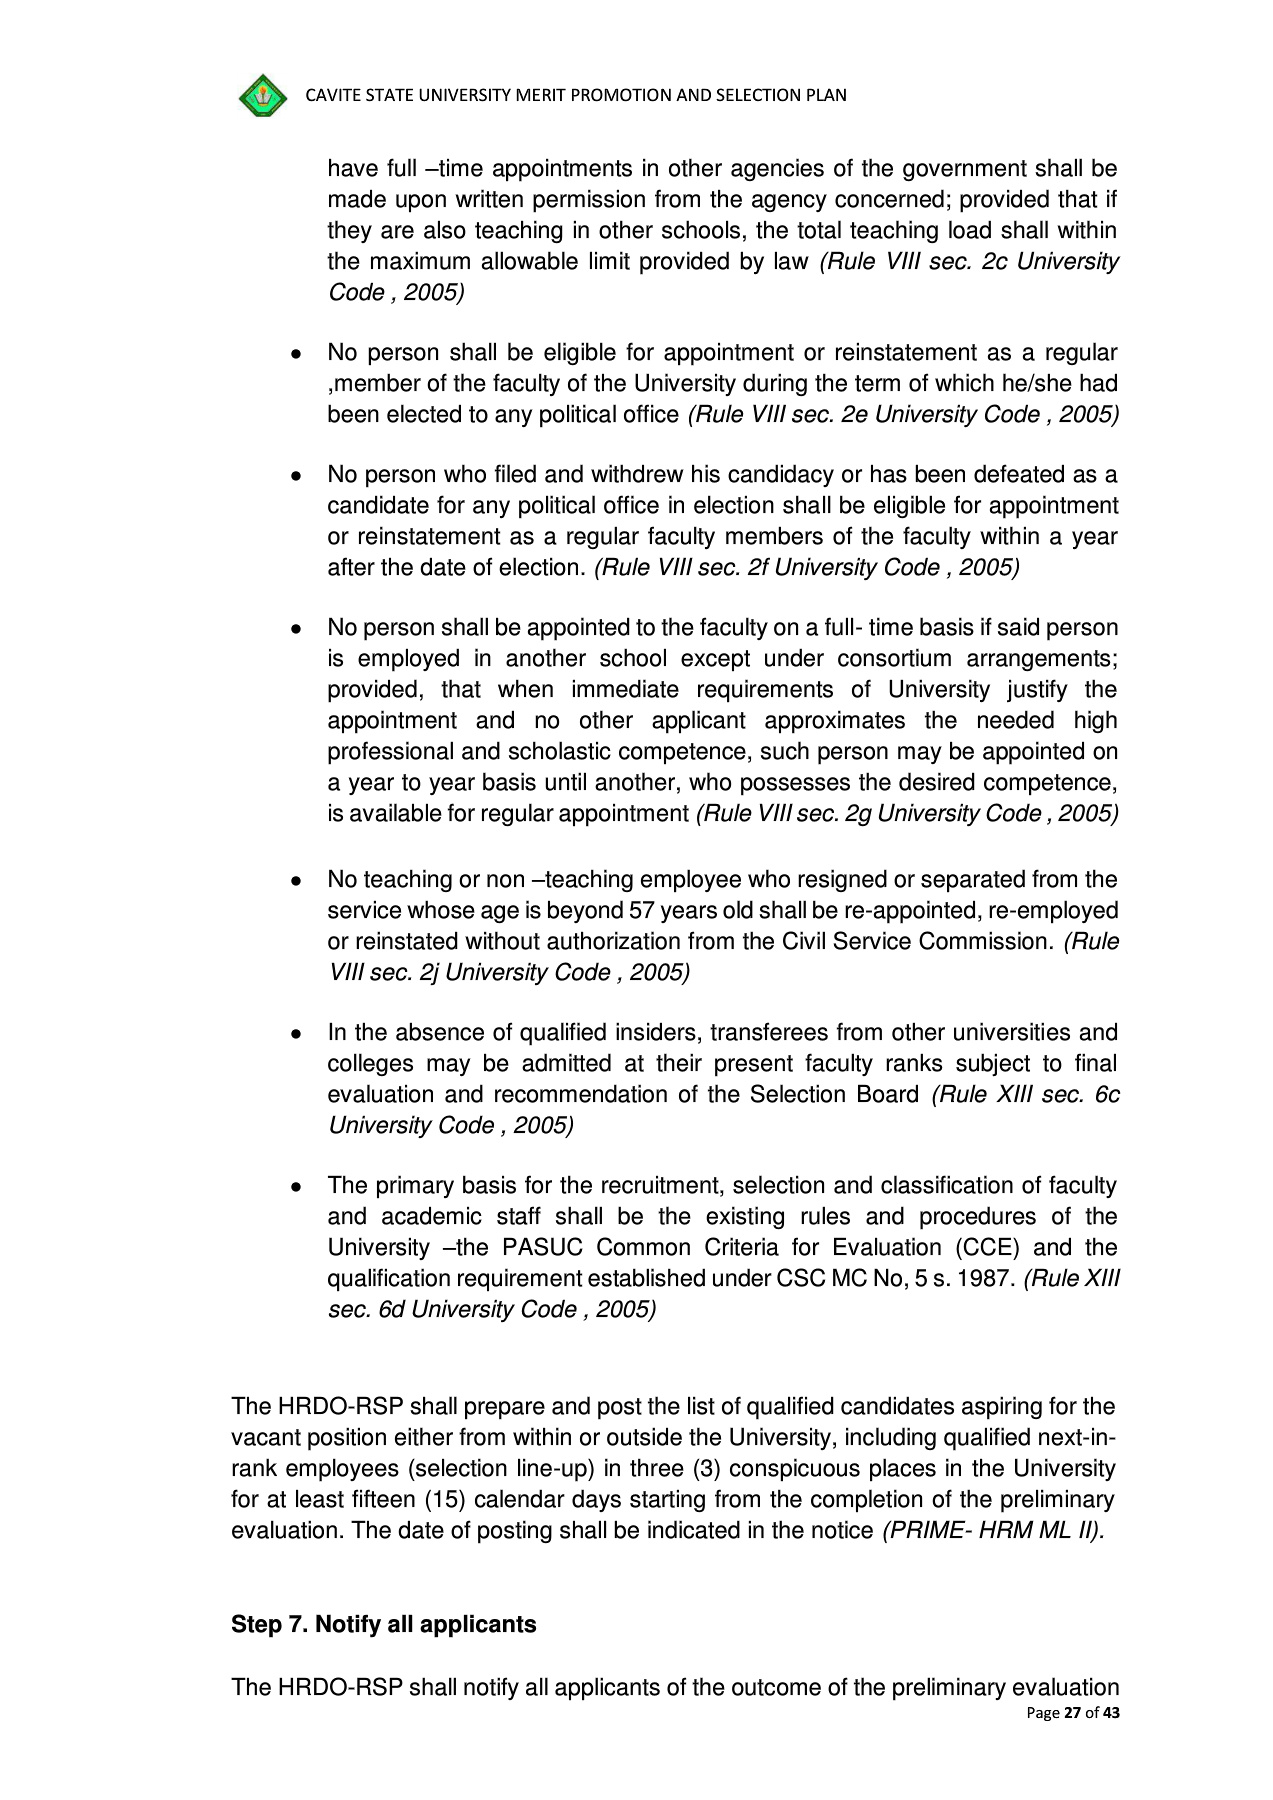 CAVITE STATE UNIVERSITY MERIT PROMOTION AND SELECTION PLAN
have full –time appointments in other agencies of the government shall be
made upon written permission from the agency concerned; provided that if
they are also teaching in other schools, the total teaching load shall within
the maximum allowable limit provided by law (Rule VIII sec. 2c University
Code , 2005)
● No person shall be eligible for appointment or reinstatement as a regular
,member of the faculty of the University during the term of which he/she had
been elected to any political office (Rule VIII sec. 2e University Code , 2005)
● No person who filed and withdrew his candidacy or has been defeated as a
candidate for any political office in election shall be eligible for appointment
or reinstatement as a regular faculty members of the faculty within a year
after the date of election. (Rule VIII sec. 2f University Code , 2005)
● No person shall be appointed to the faculty on a full- time basis if said person
is employed in another school except under consortium arrangements;
provided, that when immediate requirements of University justify the
appointment and no other applicant approximates the needed high
professional and scholastic competence, such person may be appointed on
a year to year basis until another, who possesses the desired competence,
is available for regular appointment (Rule VIII sec. 2g University Code , 2005)
● No teaching or non –teaching employee who resigned or separated from the
service whose age is beyond 57 years old shall be re-appointed, re-employed
or reinstated without authorization from the Civil Service Commission. (Rule
VIII sec. 2j University Code , 2005)
● In the absence of qualified insiders, transferees from other universities and
colleges may be admitted at their present faculty ranks subject to final
evaluation and recommendation of the Selection Board (Rule XIII sec. 6c
University Code , 2005)
● The primary basis for the recruitment, selection and classification of faculty
and academic staff shall be the existing rules and procedures of the
University –the PASUC Common Criteria for Evaluation (CCE) and the
qualification requirement established under CSC MC No, 5 s. 1987. (Rule XIII
sec. 6d University Code , 2005)
The HRDO-RSP shall prepare and post the list of qualified candidates aspiring for the
vacant position either from within or outside the University, including qualified next-in-
rank employees (selection line-up) in three (3) conspicuous places in the University
for at least fifteen (15) calendar days starting from the completion of the preliminary
evaluation. The date of posting shall be indicated in the notice (PRIME- HRM ML II).
Step 7. Notify all applicants
The HRDO-RSP shall notify all applicants of the outcome of the preliminary evaluation
Page 27 of 43